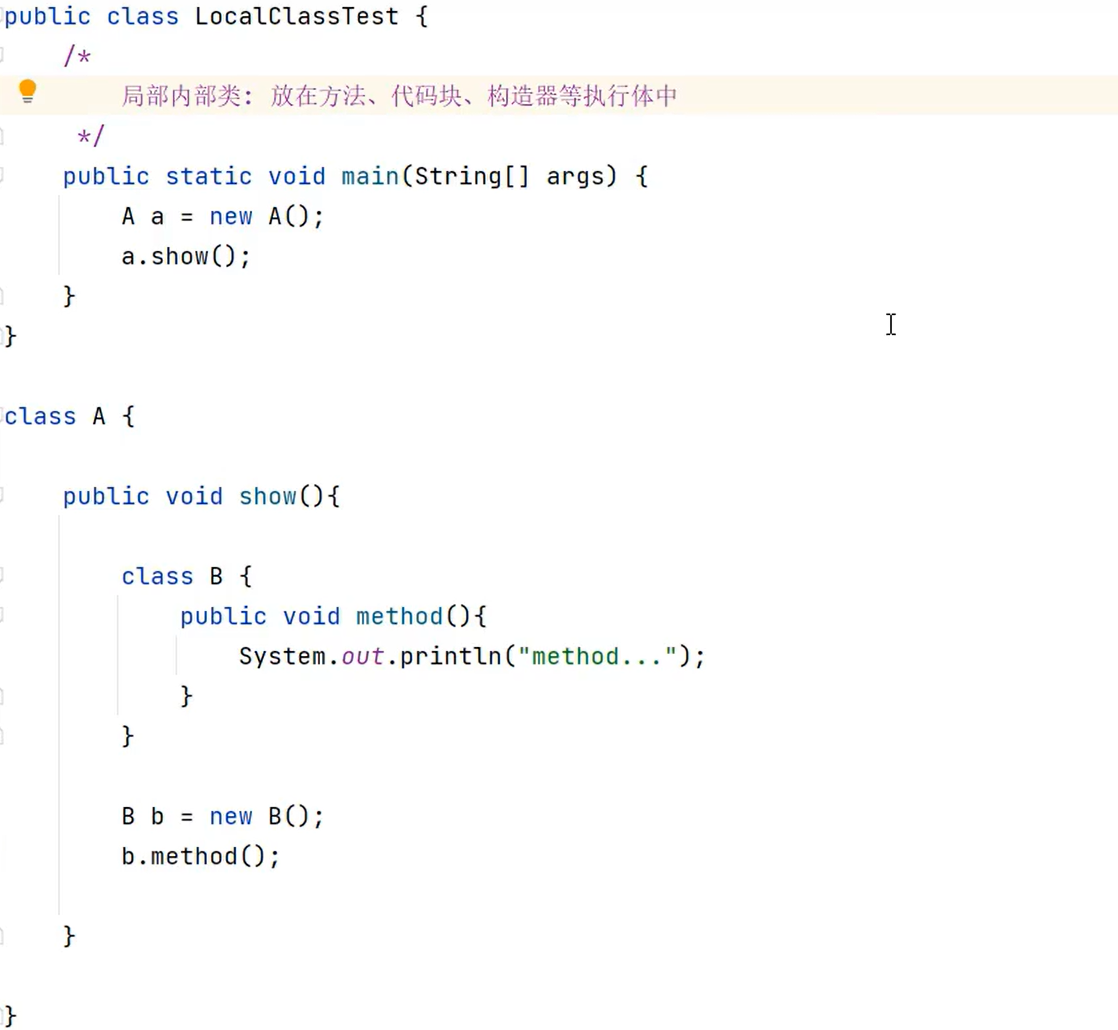 public class LocalClassTest {
    /*
        局部内部类: 放在方法、代码块、构造器等执行体中
     */
    public static void main(String[] args) {
        A a = new A();
        a.show();
    }
}
class A {
    public void show(){
        class B {
            public void method(){
                System.out.println("method...");
            }
        }
        B b = new B();
        b.method();
    }
}